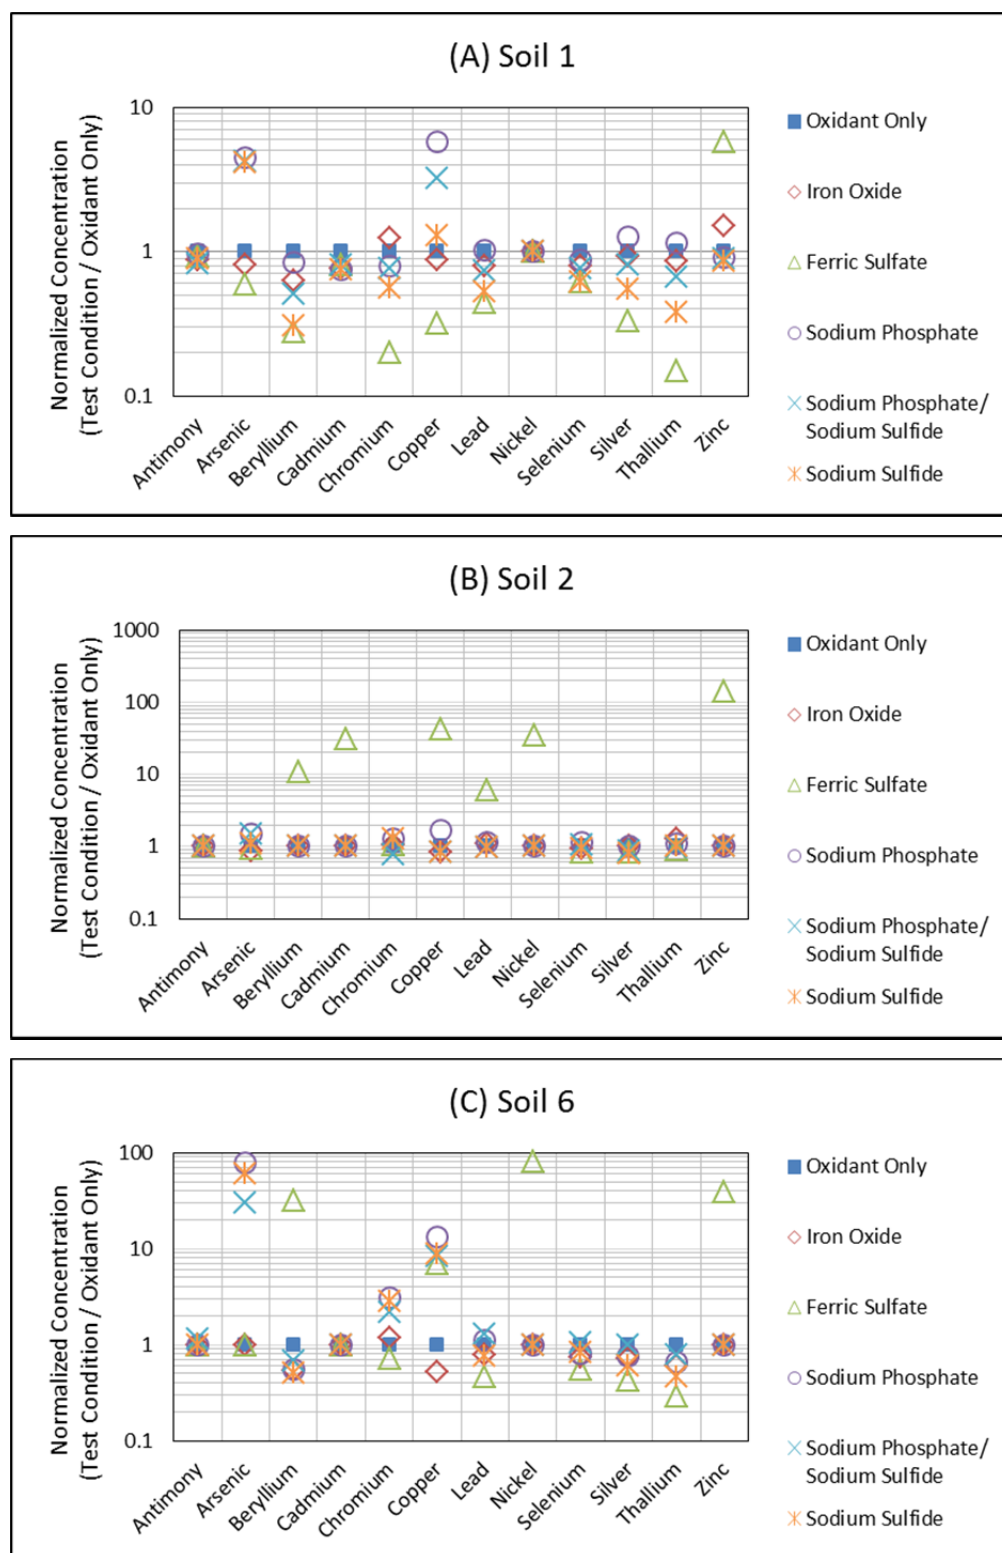 (A) Soil 1
Normalized Concentration
(Test Condition / Oxidant Only)
10
1
0.1
Antimony
Arsenic
Beryllium
Cadmium
Chromium
Copper
Lead
Nickel
Selenium
Silver
Thallium
Zinc
Oxidant Only
Iron Oxide
Ferric Sulfate
Sodium Phosphate
Sodium Phosphate/
Sodium Sulfide
Sodium Sulfide
(B) Soil 2
Normalized Concentration
(Test Condition / Oxidant Only)
1000
100
10
1
0.1
Antimony
Arsenic
Beryllium
Cadmium
Chromium
Copper
Lead
Nickel
Selenium
Silver
Thallium
Zinc
Oxidant Only
Iron Oxide
Ferric Sulfate
Sodium Phosphate
Sodium Phosphate/
Sodium Sulfide
Sodium Sulfide
(C) Soil 6
Normalized Concentration
(Test Condition / Oxidant Only)
100
10
1
0.1
Antimony
Arsenic
Beryllium
Cadmium
Chromium
Copper
Lead
Nickel
Selenium
Silver
Thallium
Zinc
Oxidant Only
Iron Oxide
Ferric Sulfate
Sodium Phosphate
Sodium Phosphate/
Sodium Sulfide
Sodium Sulfide